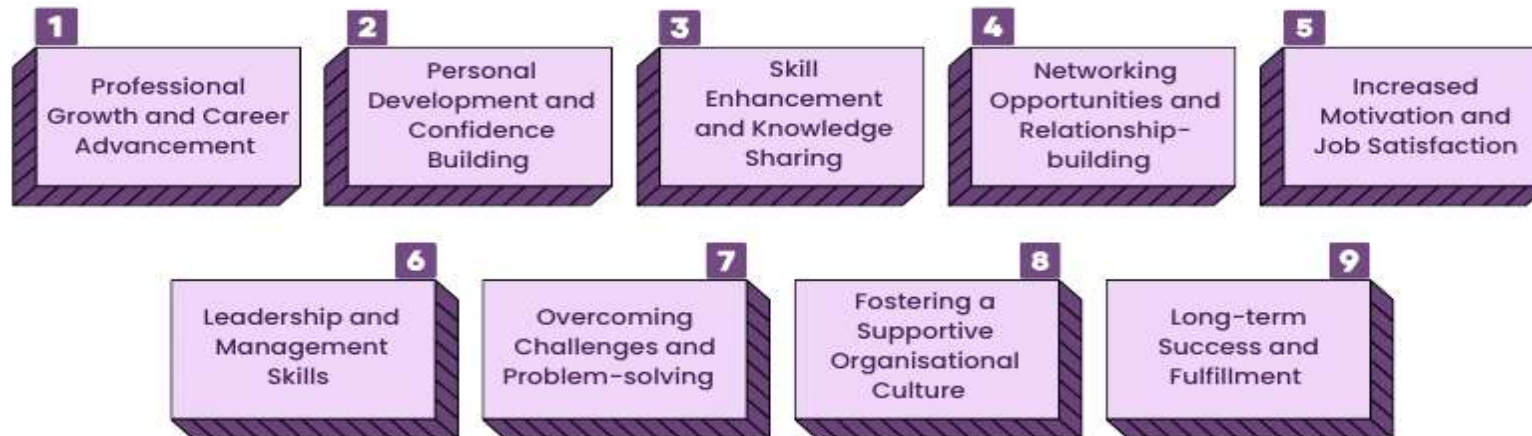 1
Professional
Growth and Career
Advancement
2
Personal
Development and
Confidence
Building
3
Skill
Enhancement
and Knowledge
Sharing
4
Networking
Opportunities and
Relationship-
building
5
Increased
Motivation and
Job Satisfaction
6
Leadership and
Management
Skills
7
Overcoming
Challenges and
Problem-solving
8
Fostering a
Supportive
Organisational
Culture
9
Long-term
Success and
Fulfillment